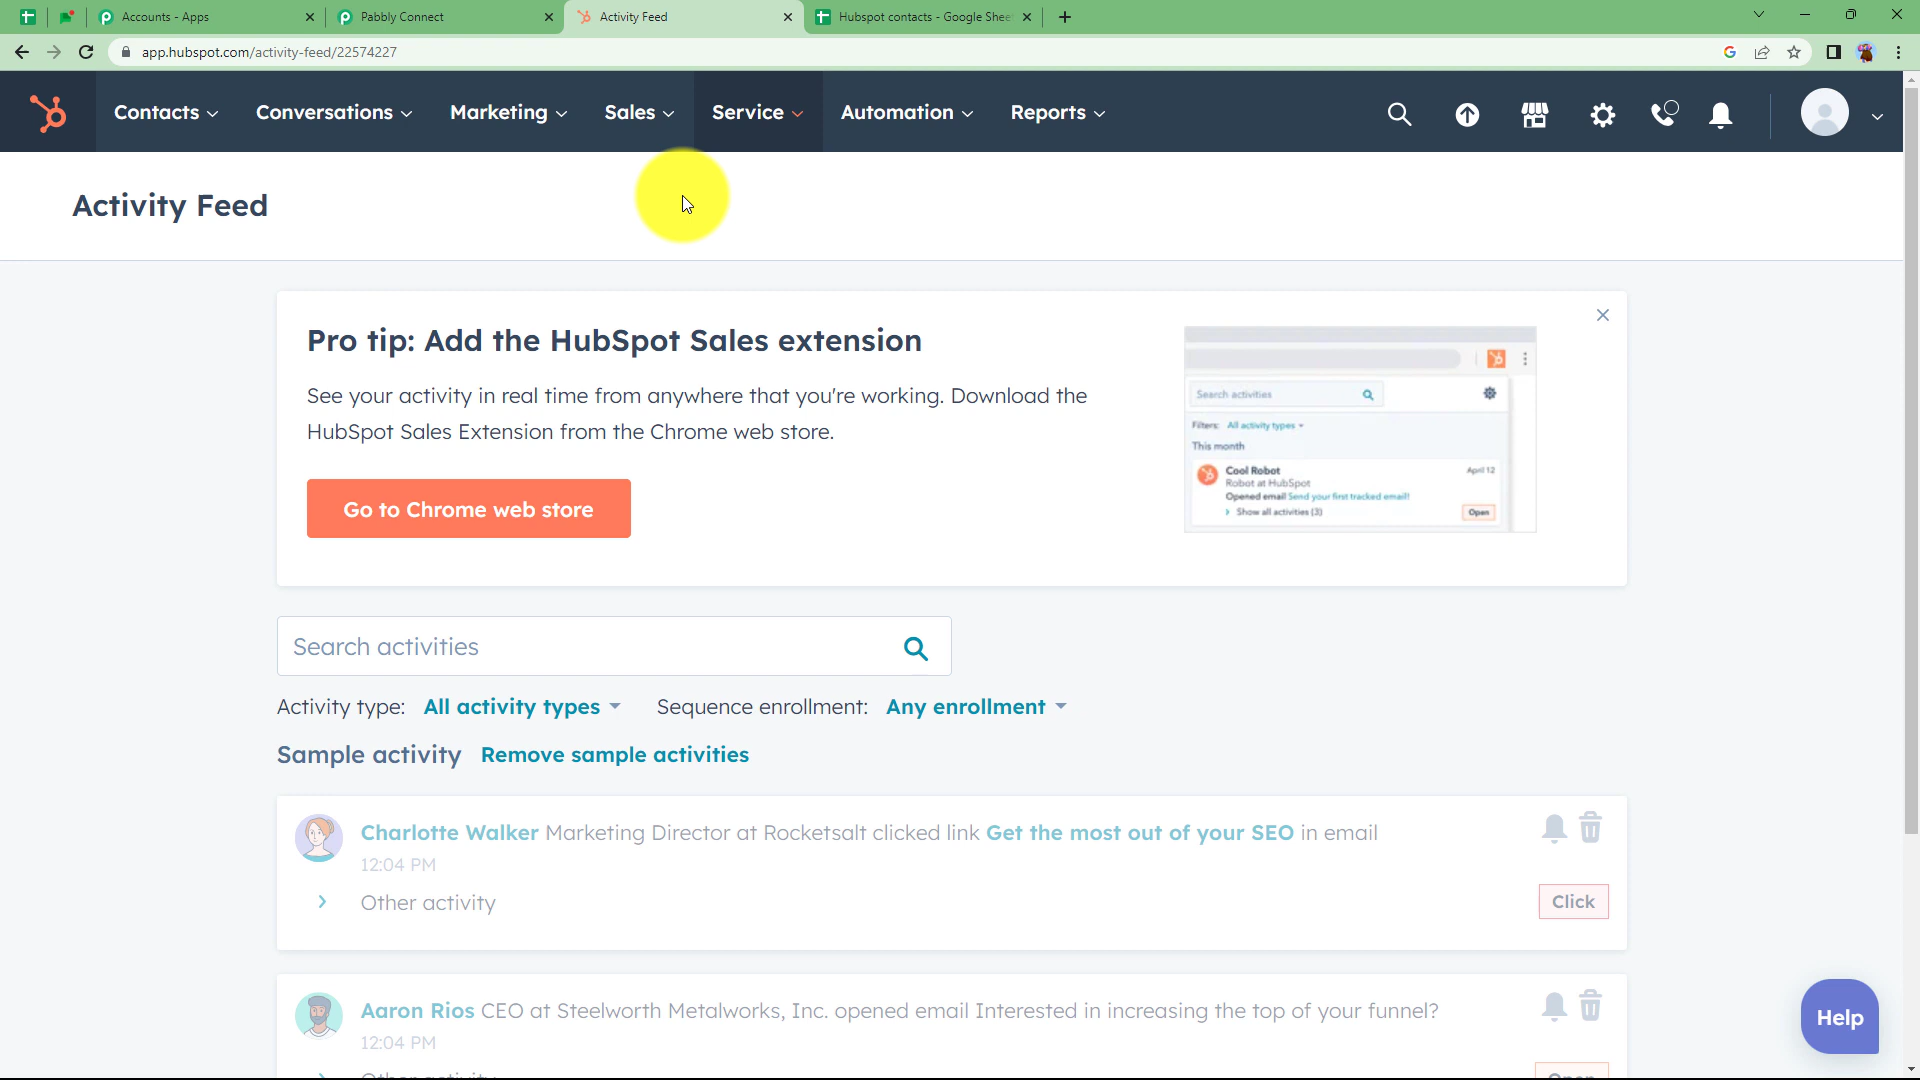 Accounts - Apps
Pabbly Connect
Activity Feed
Hubspot contacts - Google Shee
app.hubspot.com/activity-feed/22574227
Contacts
Conversations
Marketing
Sales
Service
Automation
Reports
Activity Feed
Pro tip: Add the HubSpot Sales extension
See your activity in real time from anywhere that you're working. Download the
HubSpot Sales Extension from the Chrome web store.
Go to Chrome web store
Search activities
Filters: All activity types
This month
Cool Robot
April 12
Robot at HubSpot
Opened email Send your first tracked email!
Show all activities (3)
Open
Search activities
Activity type: All activity types
Sequence enrollment: Any enrollment
Sample activity Remove sample activities
Charlotte Walker Marketing Director at Rocketsalt clicked link Get the most out of your SEO in email
12:04 PM
Other activity
Click
Aaron Rios CEO at Steelworth Metalworks, Inc. opened email Interested in increasing the top of your funnel?
12:04 PM
Other activity
Open
Help